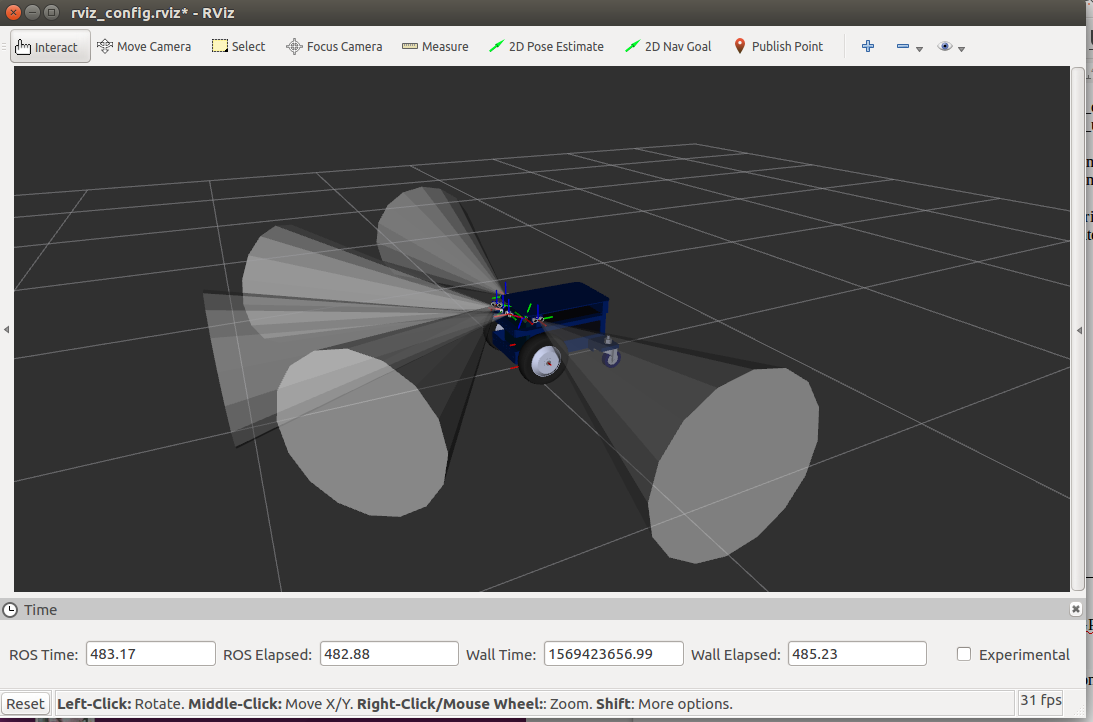 rviz_config.rviz* - RViz
Interact Move Camera Select Focus Camera Measure 2D Pose Estimate 2D Nav Goal Publish Point
Time
ROS Time: 483.17 ROS Elapsed: 482.88 Wall Time: 1569423656.99 Wall Elapsed: 485.23 Experimental
Reset Left-Click: Rotate. Middle-Click: Move X/Y. Right-Click/Mouse Wheel:: Zoom. Shift: More options. 31 fps